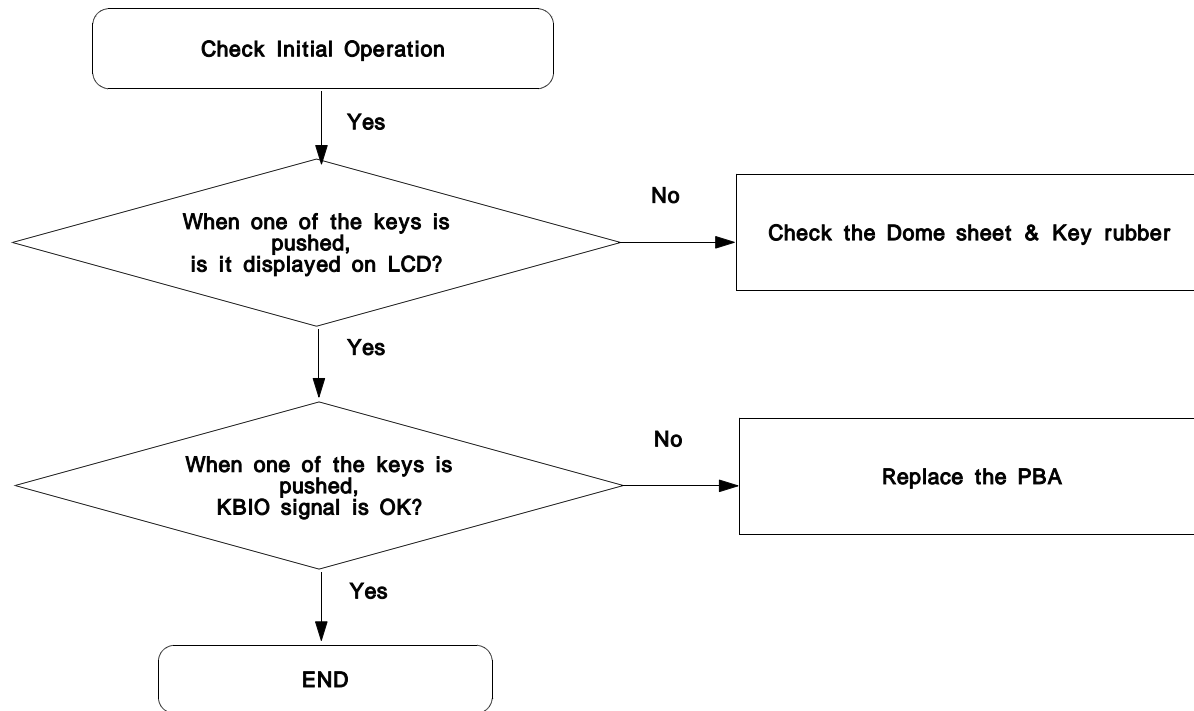 Check Initial Operation
Yes
When one of the keys is
pushed,
is it displayed on LCD?
No
Check the Dome sheet & Key rubber
Yes
When one of the keys is
pushed,
KBIO signal is OK?
No
Replace the PBA
Yes
END